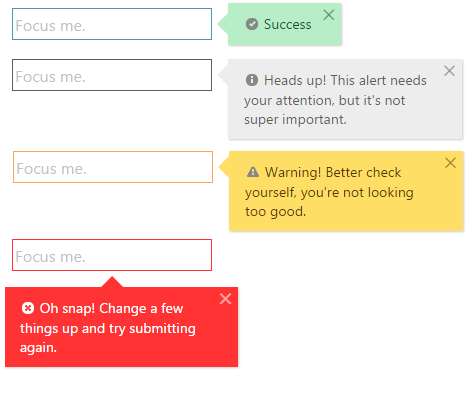 Focus me.
Success
Focus me.
Heads up! This alert needs
your attention, but it's not
super important.
Focus me.
Warning! Better check
yourself, you're not looking
too good.
Focus me.
Oh snap! Change a few
things up and try submitting
again.